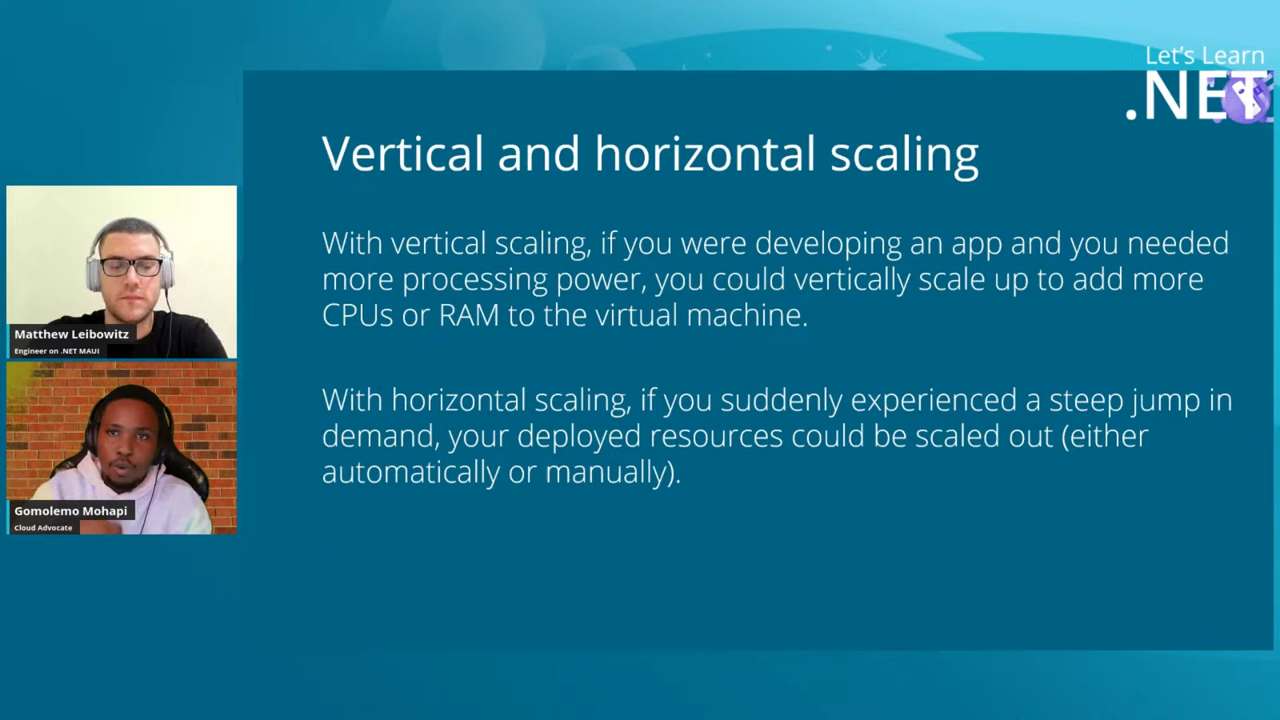 Let's Learn
.NET
Vertical and horizontal scaling
With vertical scaling, if you were developing an app and you needed
more processing power, you could vertically scale up to add more
CPUs or RAM to the virtual machine.
With horizontal scaling, if you suddenly experienced a steep jump in
demand, your deployed resources could be scaled out (either
automatically or manually).
Matthew Leibowitz
Engineer on .NET MAUI
Gomolemo Mohapi
Cloud Advocate